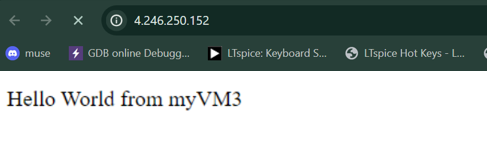 4.246.250.152
muse
GDB online Debugg...
LTspice: Keyboard S...
LTspice Hot Keys - L...
Hello World from myVM3